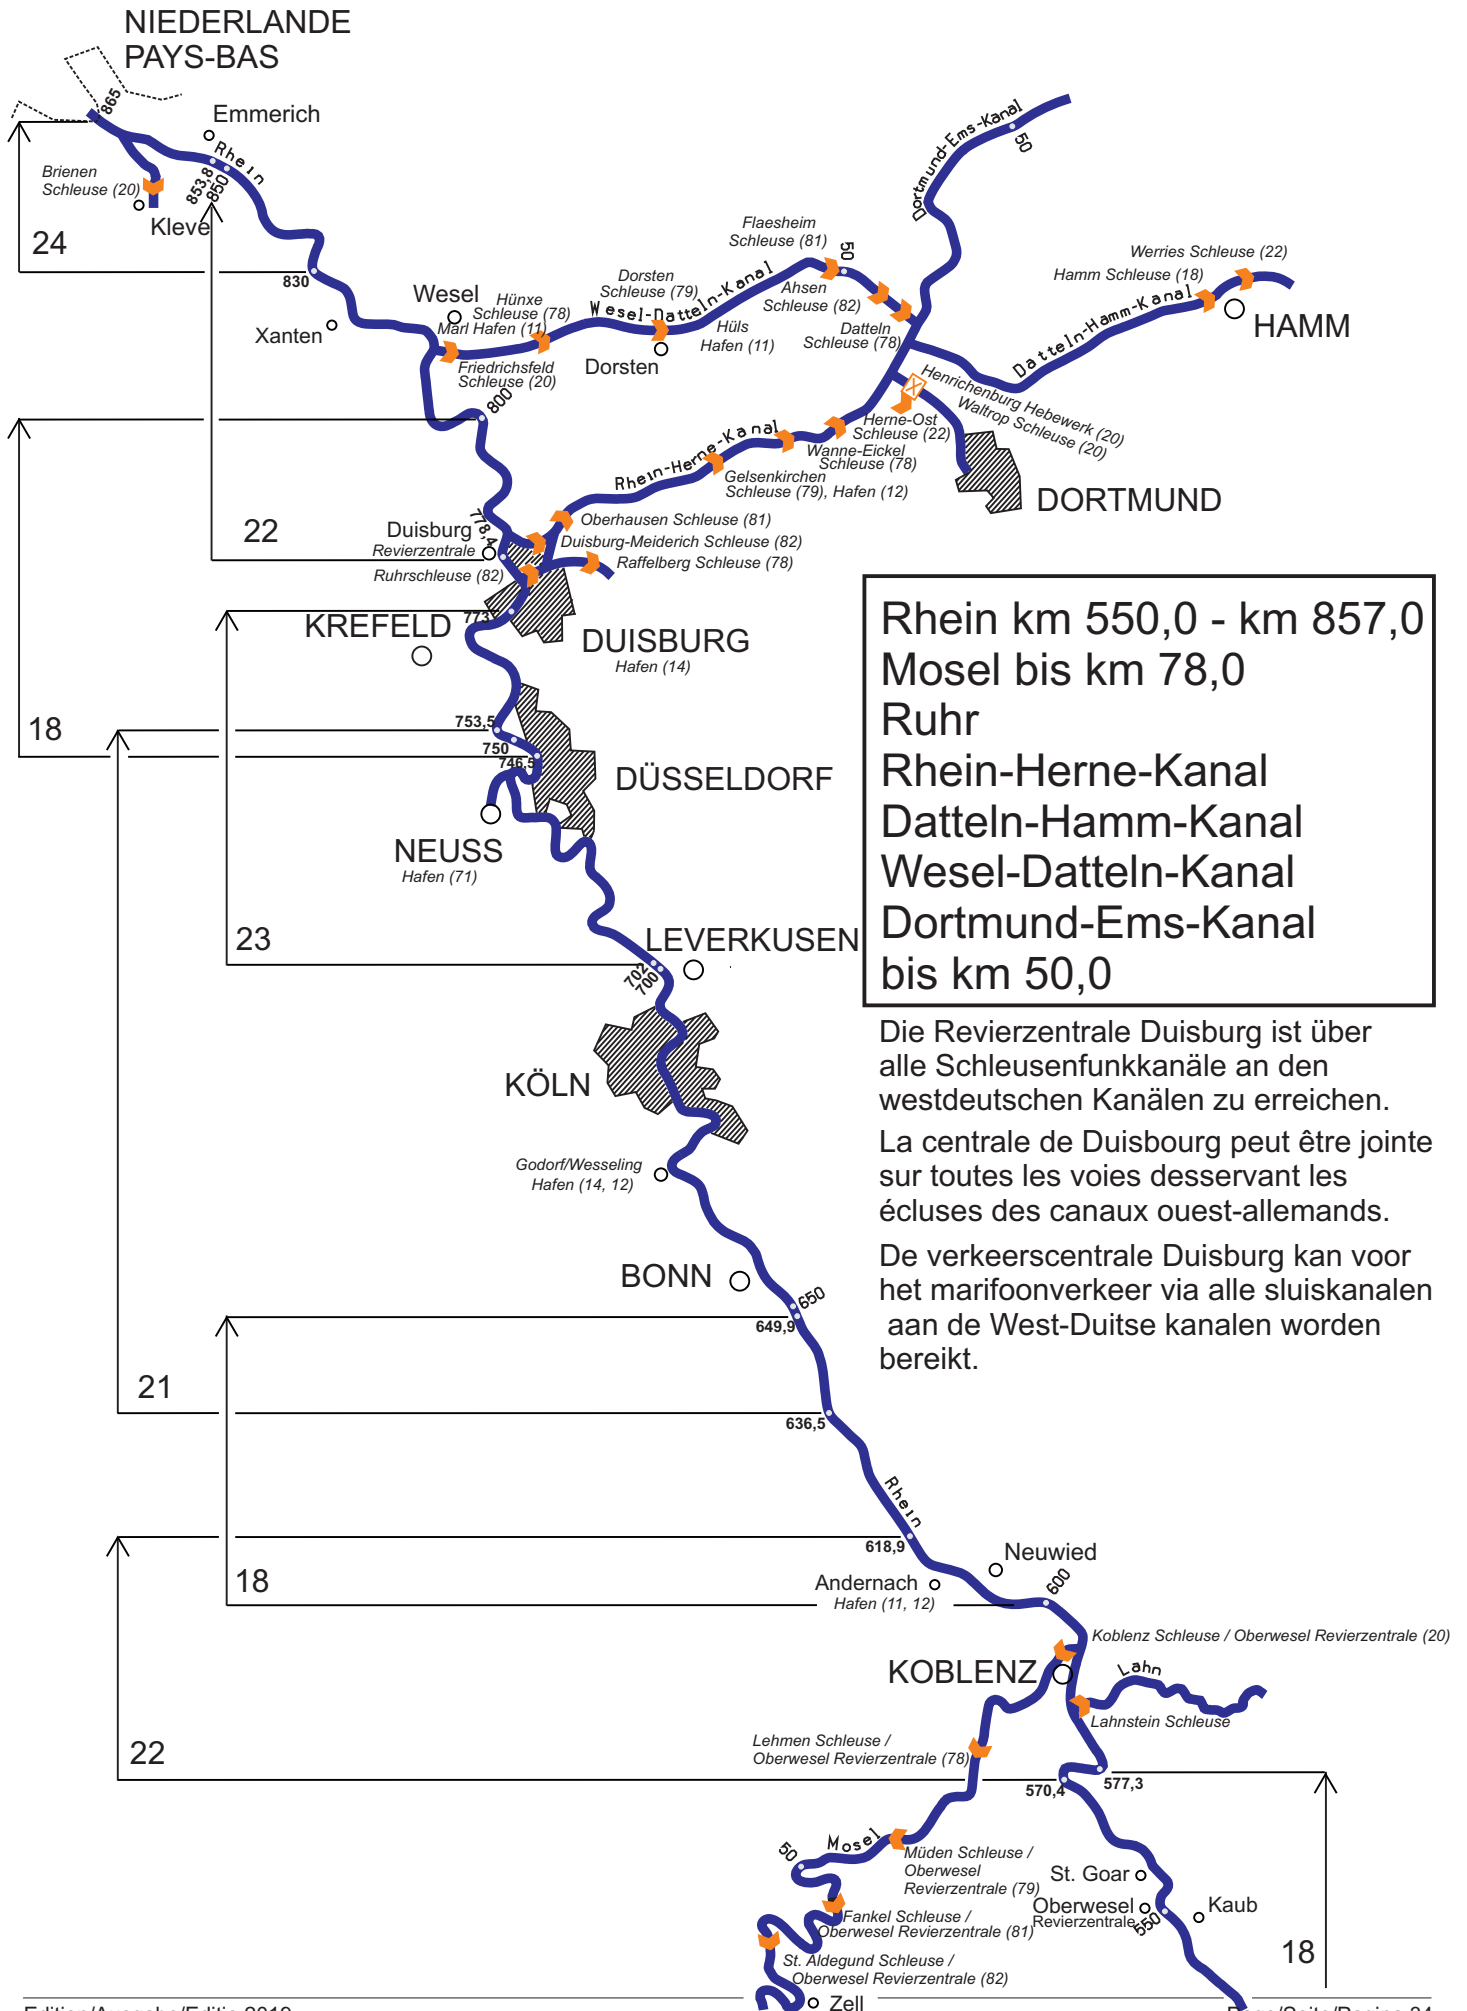 NIEDERLANDE
PAYS-BAS
865
Emmerich
Rhein
853,8
850
Brienen
Schleuse (20)
Kleve
24
830
Xanten
Wesel
Hünxe
Schleuse (78)
Marl Hafen (11)
Friedrichsfeld
Schleuse (20)
Wesel-Datteln-Kanal
Dorsten
Schleuse (79)
Dorsten
Hüls
Hafen (11)
Flaesheim
Schleuse (81)
50
Ahsen
Schleuse (82)
Datteln
Schleuse (78)
Dortmund-Ems-Kanal
50
Werries Schleuse (22)
Hamm Schleuse (18)
Datteln-Hamm-Kanal
HAMM
Henrichenburg Hebewerk (20)
Waltrop Schleuse (20)
DORTMUND
800
Rhein-Herne-Kanal
Herne-Ost
Schleuse (22)
Wanne-Eickel
Schleuse (78)
Gelsenkirchen
Schleuse (79), Hafen (12)
Oberhausen Schleuse (81)
Duisburg-Meiderich Schleuse (82)
Raffelberg Schleuse (78)
22
778,4
Duisburg
Revierzentrale
Ruhrschleuse (82)
773
KREFELD
DUISBURG
Hafen (14)
18
753,5
750
746,5
DÜSSELDORF
NEUSS
Hafen (71)
23
LEVERKUSEN
702
700
KÖLN
Godorf/Wesseling
Hafen (14, 12)
BONN
650
649,9
21
636,5
Rhein
618,9
Neuwied
18
Andernach
Hafen (11, 12)
600
Koblenz Schleuse / Oberwesel Revierzentrale (20)
KOBLENZ
Lahn
Lahnstein Schleuse
Lehmen Schleuse /
Oberwesel Revierzentrale (78)
22
570,4
577,3
Mosel
50
Müden Schleuse /
Oberwesel
Revierzentrale (79)
St. Goar
Oberwesel
Revierzentrale
550
Kaub
Fankel Schleuse /
Oberwesel Revierzentrale (81)
18
St. Aldegund Schleuse /
Oberwesel Revierzentrale (82)
Zell
Rhein km 550,0 - km 857,0
Mosel bis km 78,0
Ruhr
Rhein-Herne-Kanal
Datteln-Hamm-Kanal
Wesel-Datteln-Kanal
Dortmund-Ems-Kanal
bis km 50,0
Die Revierzentrale Duisburg ist über
alle Schleusenfunkkanäle an den
westdeutschen Kanälen zu erreichen.
La centrale de Duisbourg peut être jointe
sur toutes les voies desservant les
écluses des canaux ouest-allemands.
De verkeerscentrale Duisburg kan voor
het marifoonverkeer via alle sluiskanalen
aan de West-Duitse kanalen worden
bereikt.
Edition/Ausgabe/Editie 2019
Page/Seite/Pagina 34